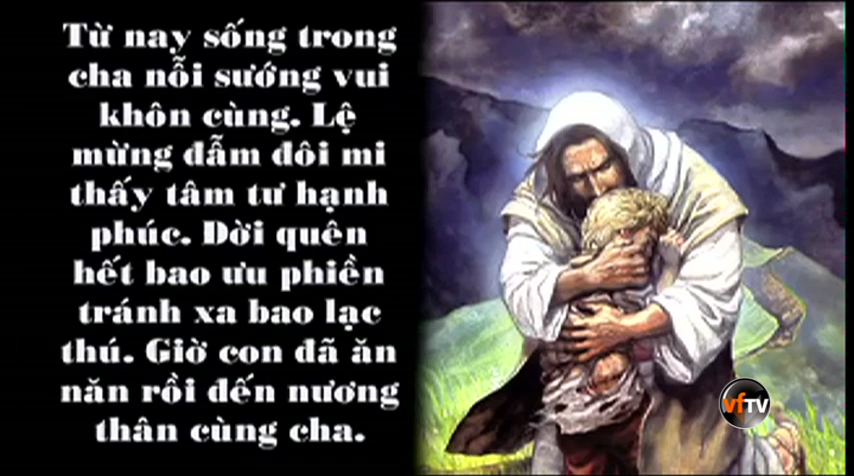 Từ nay sống trong
cha nỗi sướng vui
khôn cùng. Lệ
mừng đẫm đôi mi
thấy tâm tư hạnh
phúc. Dời quên
hết bao ưu phiền
tránh xa bao lạc
thú. Giờ con đã ăn
năn rồi đến nương
thân cùng cha.
vfTV